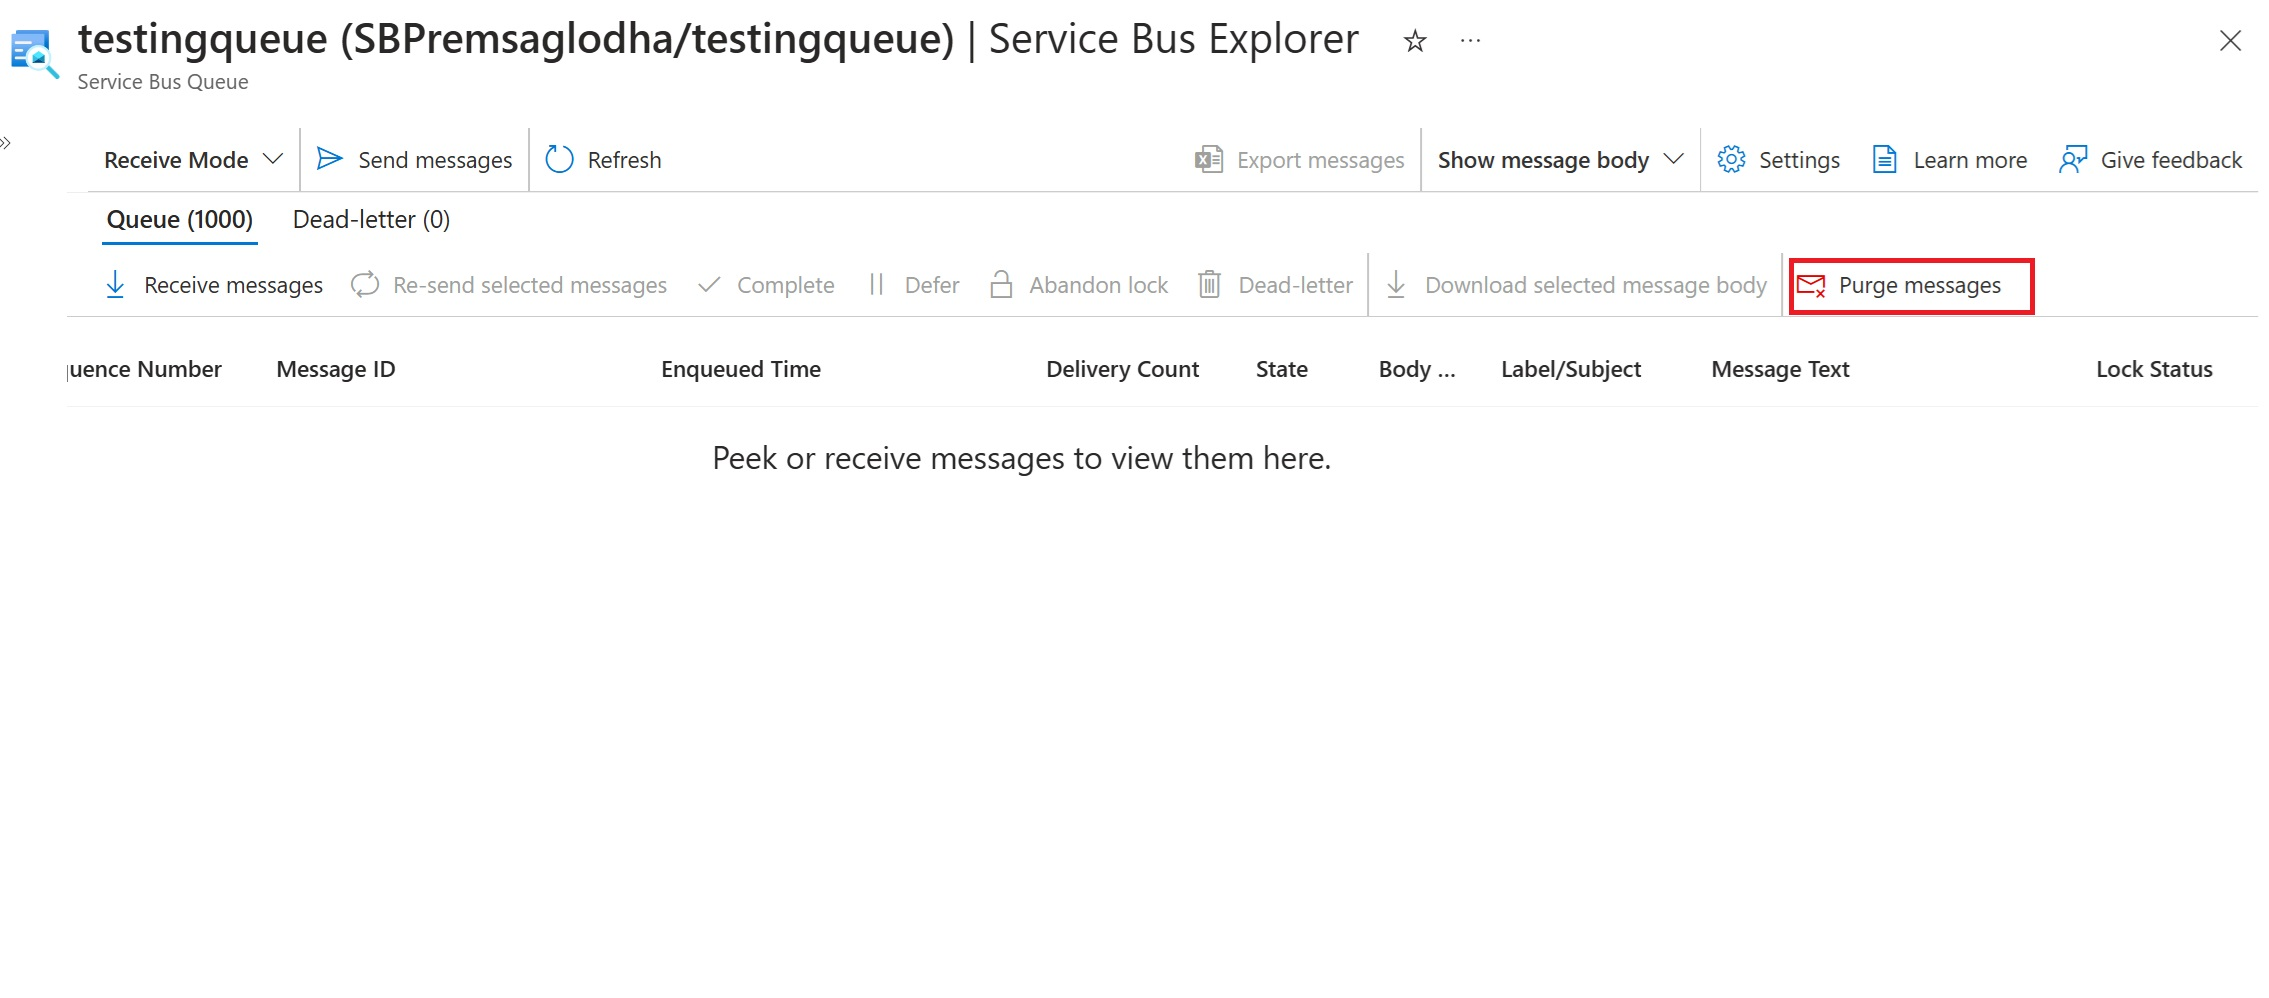 testingqueue (SBPremsaglodha/testingqueue) | Service Bus Explorer
Service Bus Queue
Receive Mode Send messages Refresh Export messages Show message body Settings Learn more Give feedback
Queue (1000) Dead-letter (0)
Receive messages Re-send selected messages Complete Defer Abandon lock Dead-letter Download selected message body Purge messages
quence Number Message ID Enqueued Time Delivery Count State Body ... Label/Subject Message Text Lock Status
Peek or receive messages to view them here.